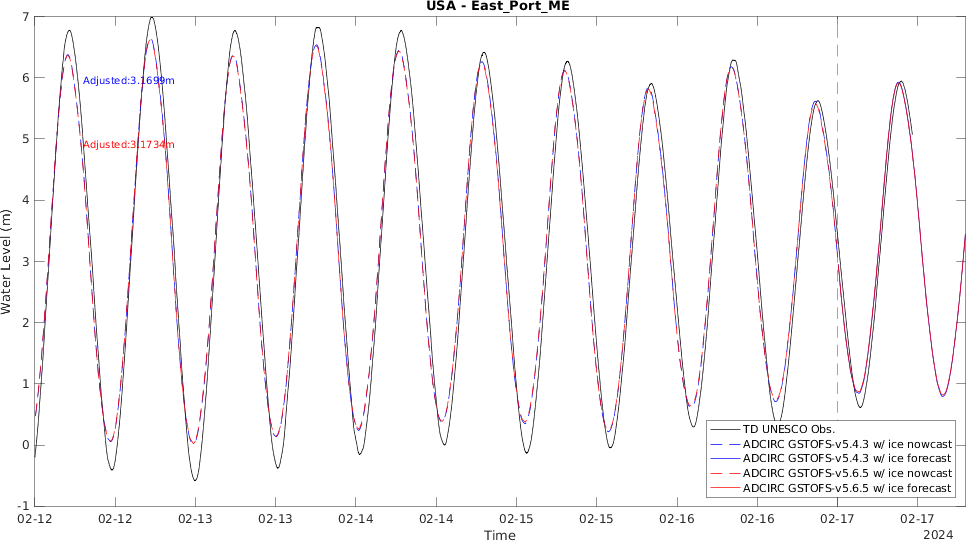 USA - East_Port_ME
7
6
5
4
3
2
1
0
-1
Water Level (m)
Adjusted:3.1699m
Adjusted:3.1734m
TD UNESCO Obs.
ADCIRC GSTOFS-v5.4.3 w/ ice nowcast
ADCIRC GSTOFS-v5.4.3 w/ ice forecast
ADCIRC GSTOFS-v5.6.5 w/ ice nowcast
ADCIRC GSTOFS-v5.6.5 w/ ice forecast
02-12 02-12 02-13 02-13 02-14 02-14 02-15 02-15 02-16 02-16 02-17 02-17
Time
2024